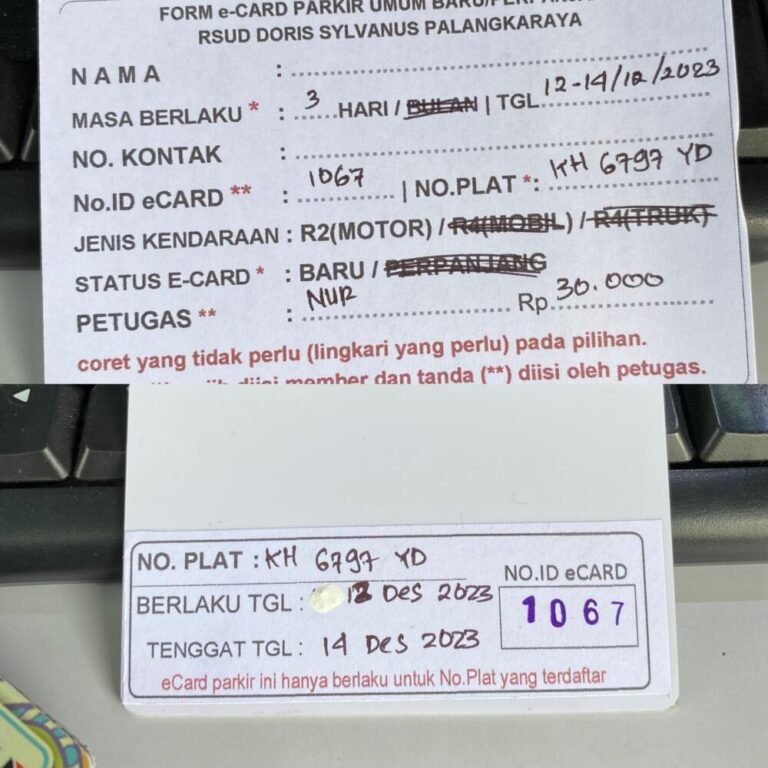 FORM e-CARD PARKIR UMUM
RSUD DORIS SYLVANUS PALANGKARAYA
NAMA :
MASA BERLAKU * : 3 HARI / BULAN | TGL. 12-14/12/2023
NO. KONTAK :
No.ID eCARD ** : 1067 | NO.PLAT *: KH 6797 YD
JENIS KENDARAAN : R2(MOTOR) / R4(MOBIL) / R4(TRUK)
STATUS E-CARD * : BARU / PERPANJANG
PETUGAS ** : NUR Rp. 30.000
coret yang tidak perlu (lingkari yang perlu) pada pilihan.
diisi member dan tanda (**) diisi oleh petugas.
NO. PLAT : KH 6797 YD
NO.ID eCARD
BERLAKU TGL : 12 DES 2023
1067
TENGGAT TGL : 14 DES 2023
eCard parkir ini hanya berlaku untuk No.Plat yang terdaftar